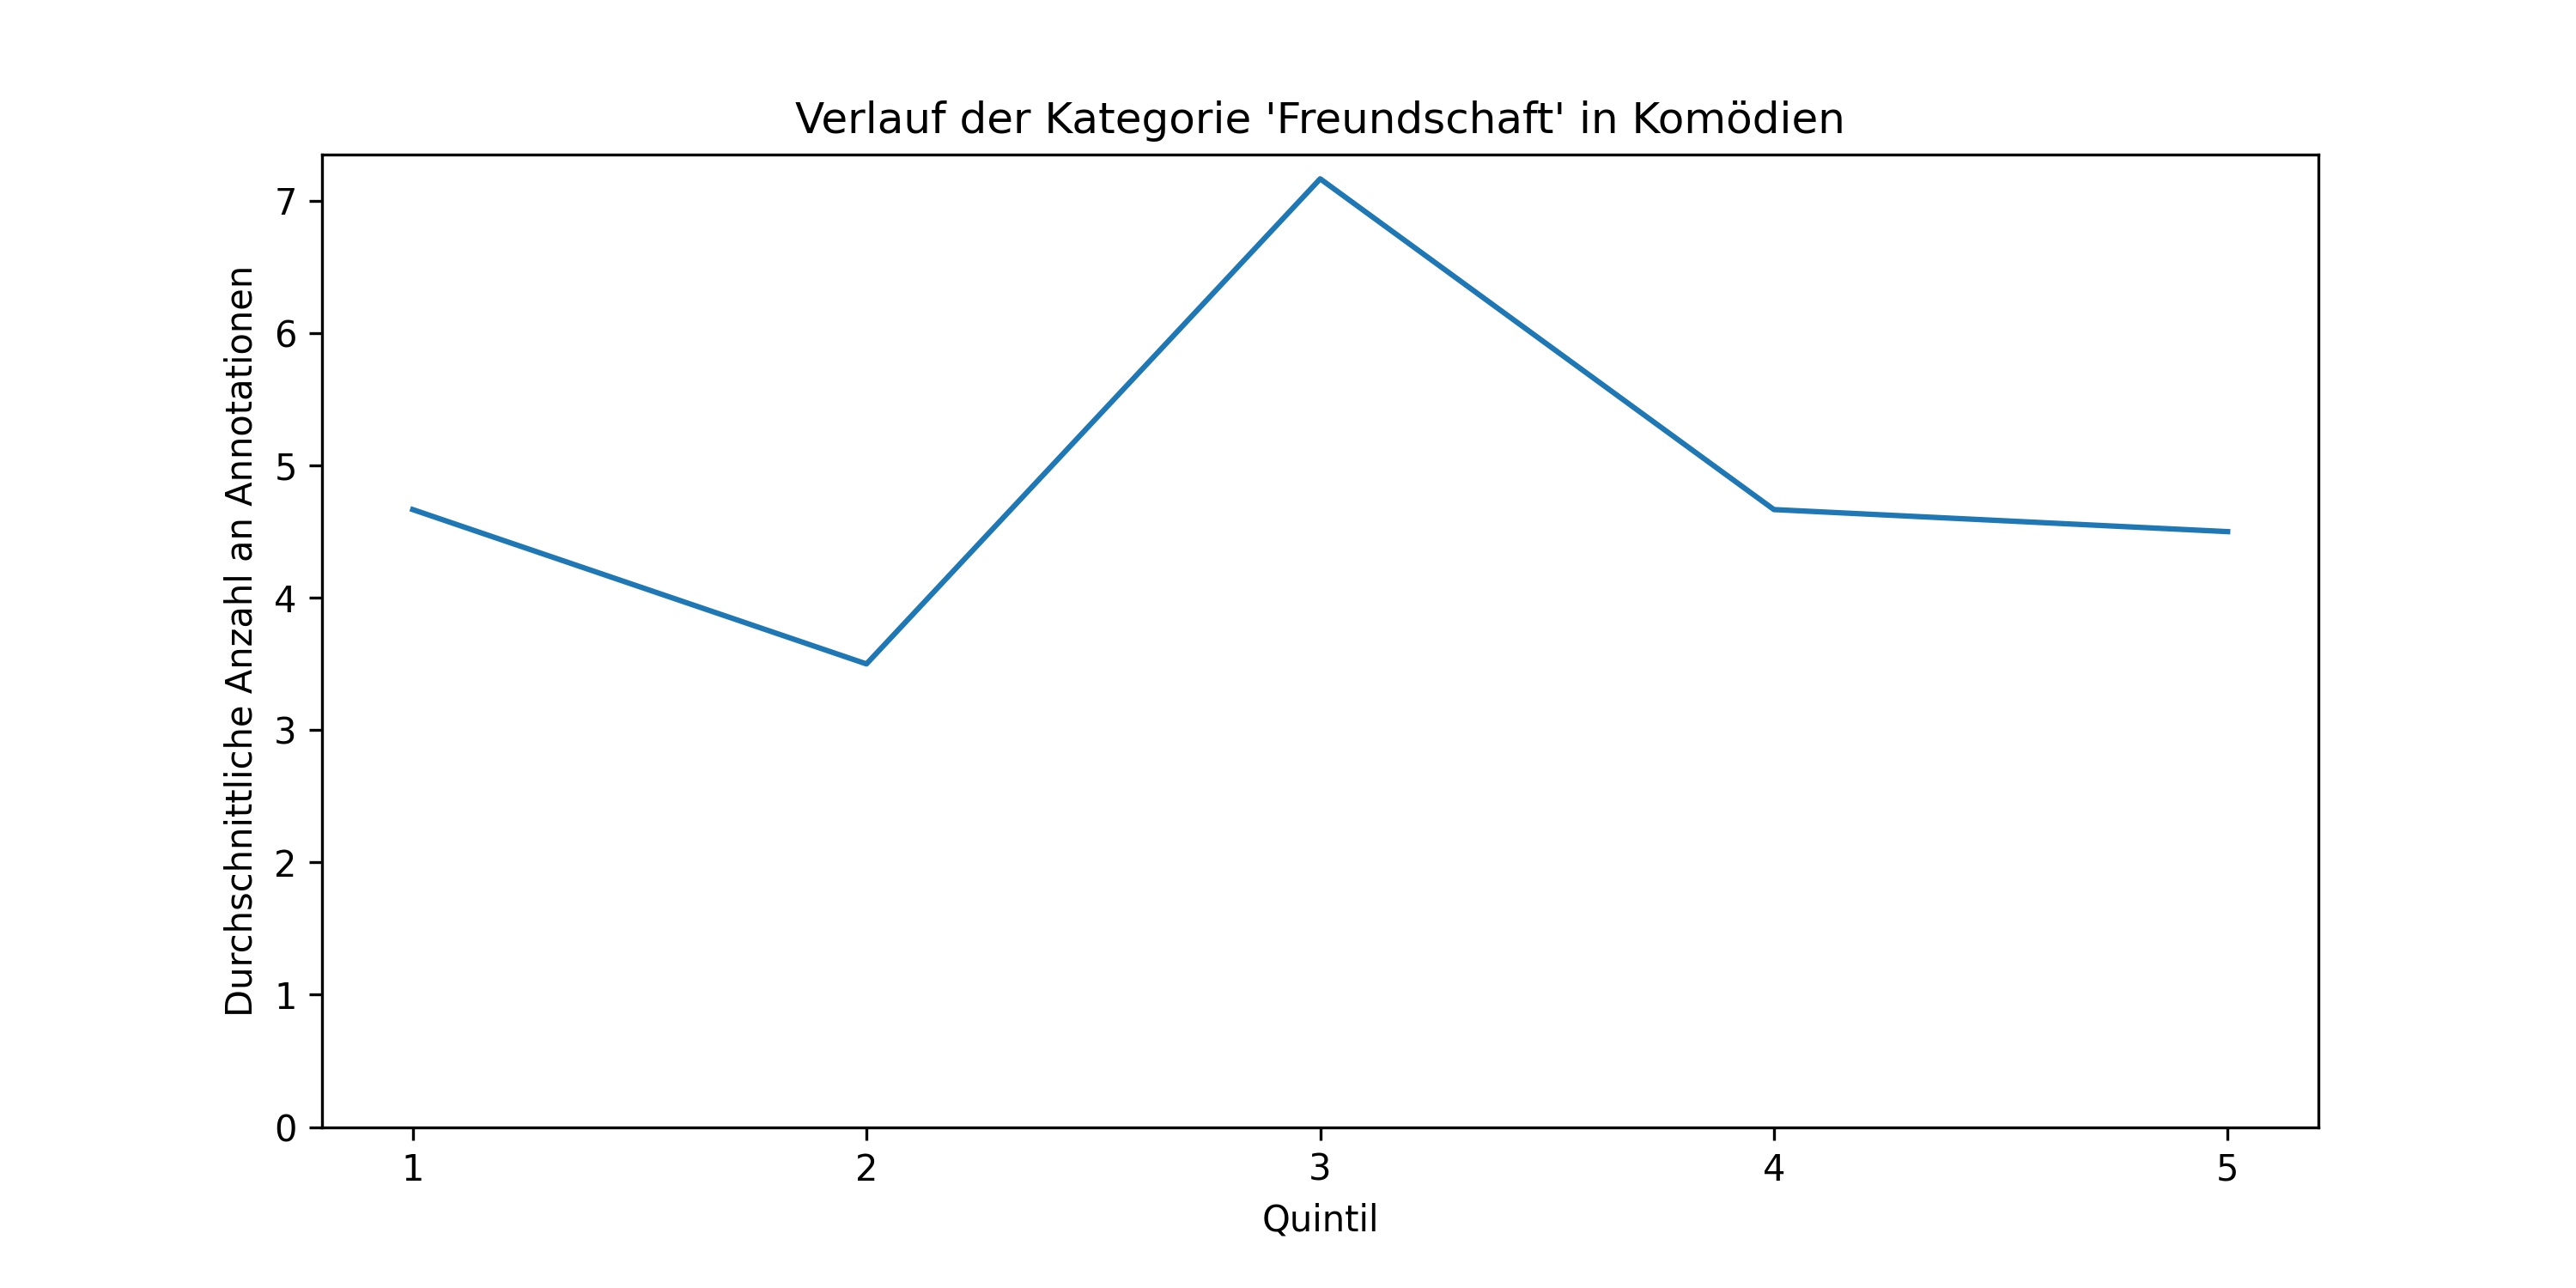 Verlauf der Kategorie 'Freundschaft' in Komödien
Durchschnittliche Anzahl an Annotationen
7
6
5
4
3
2
1
0
1 2 3 4 5
Quintil